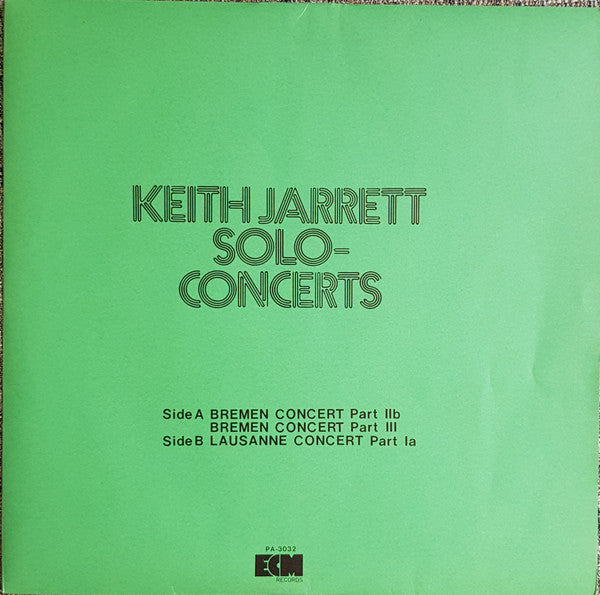 KEITH JARRETT
SOLO-
CONCERTS
Side A BREMEN CONCERT Part IIb
BREMEN CONCERT Part III
Side B LAUSANNE CONCERT Part Ia
PA-3032
ECM
RECORDS